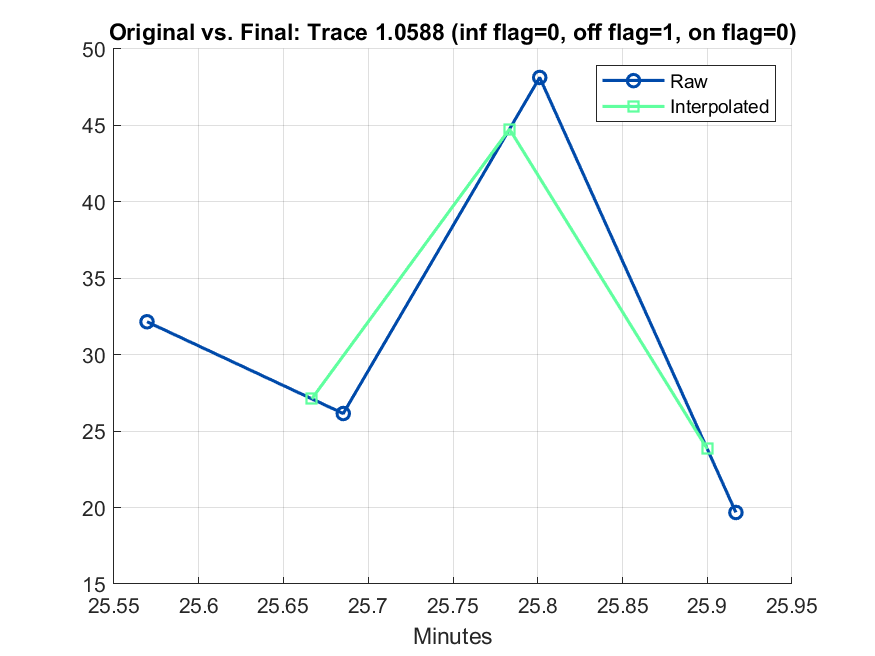 Original vs. Final: Trace 1.0588 (inf flag=0, off flag=1, on flag=0)
50
45
40
35
30
25
20
15
Raw
Interpolated
25.55 25.6 25.65 25.7 25.75 25.8 25.85 25.9 25.95
Minutes